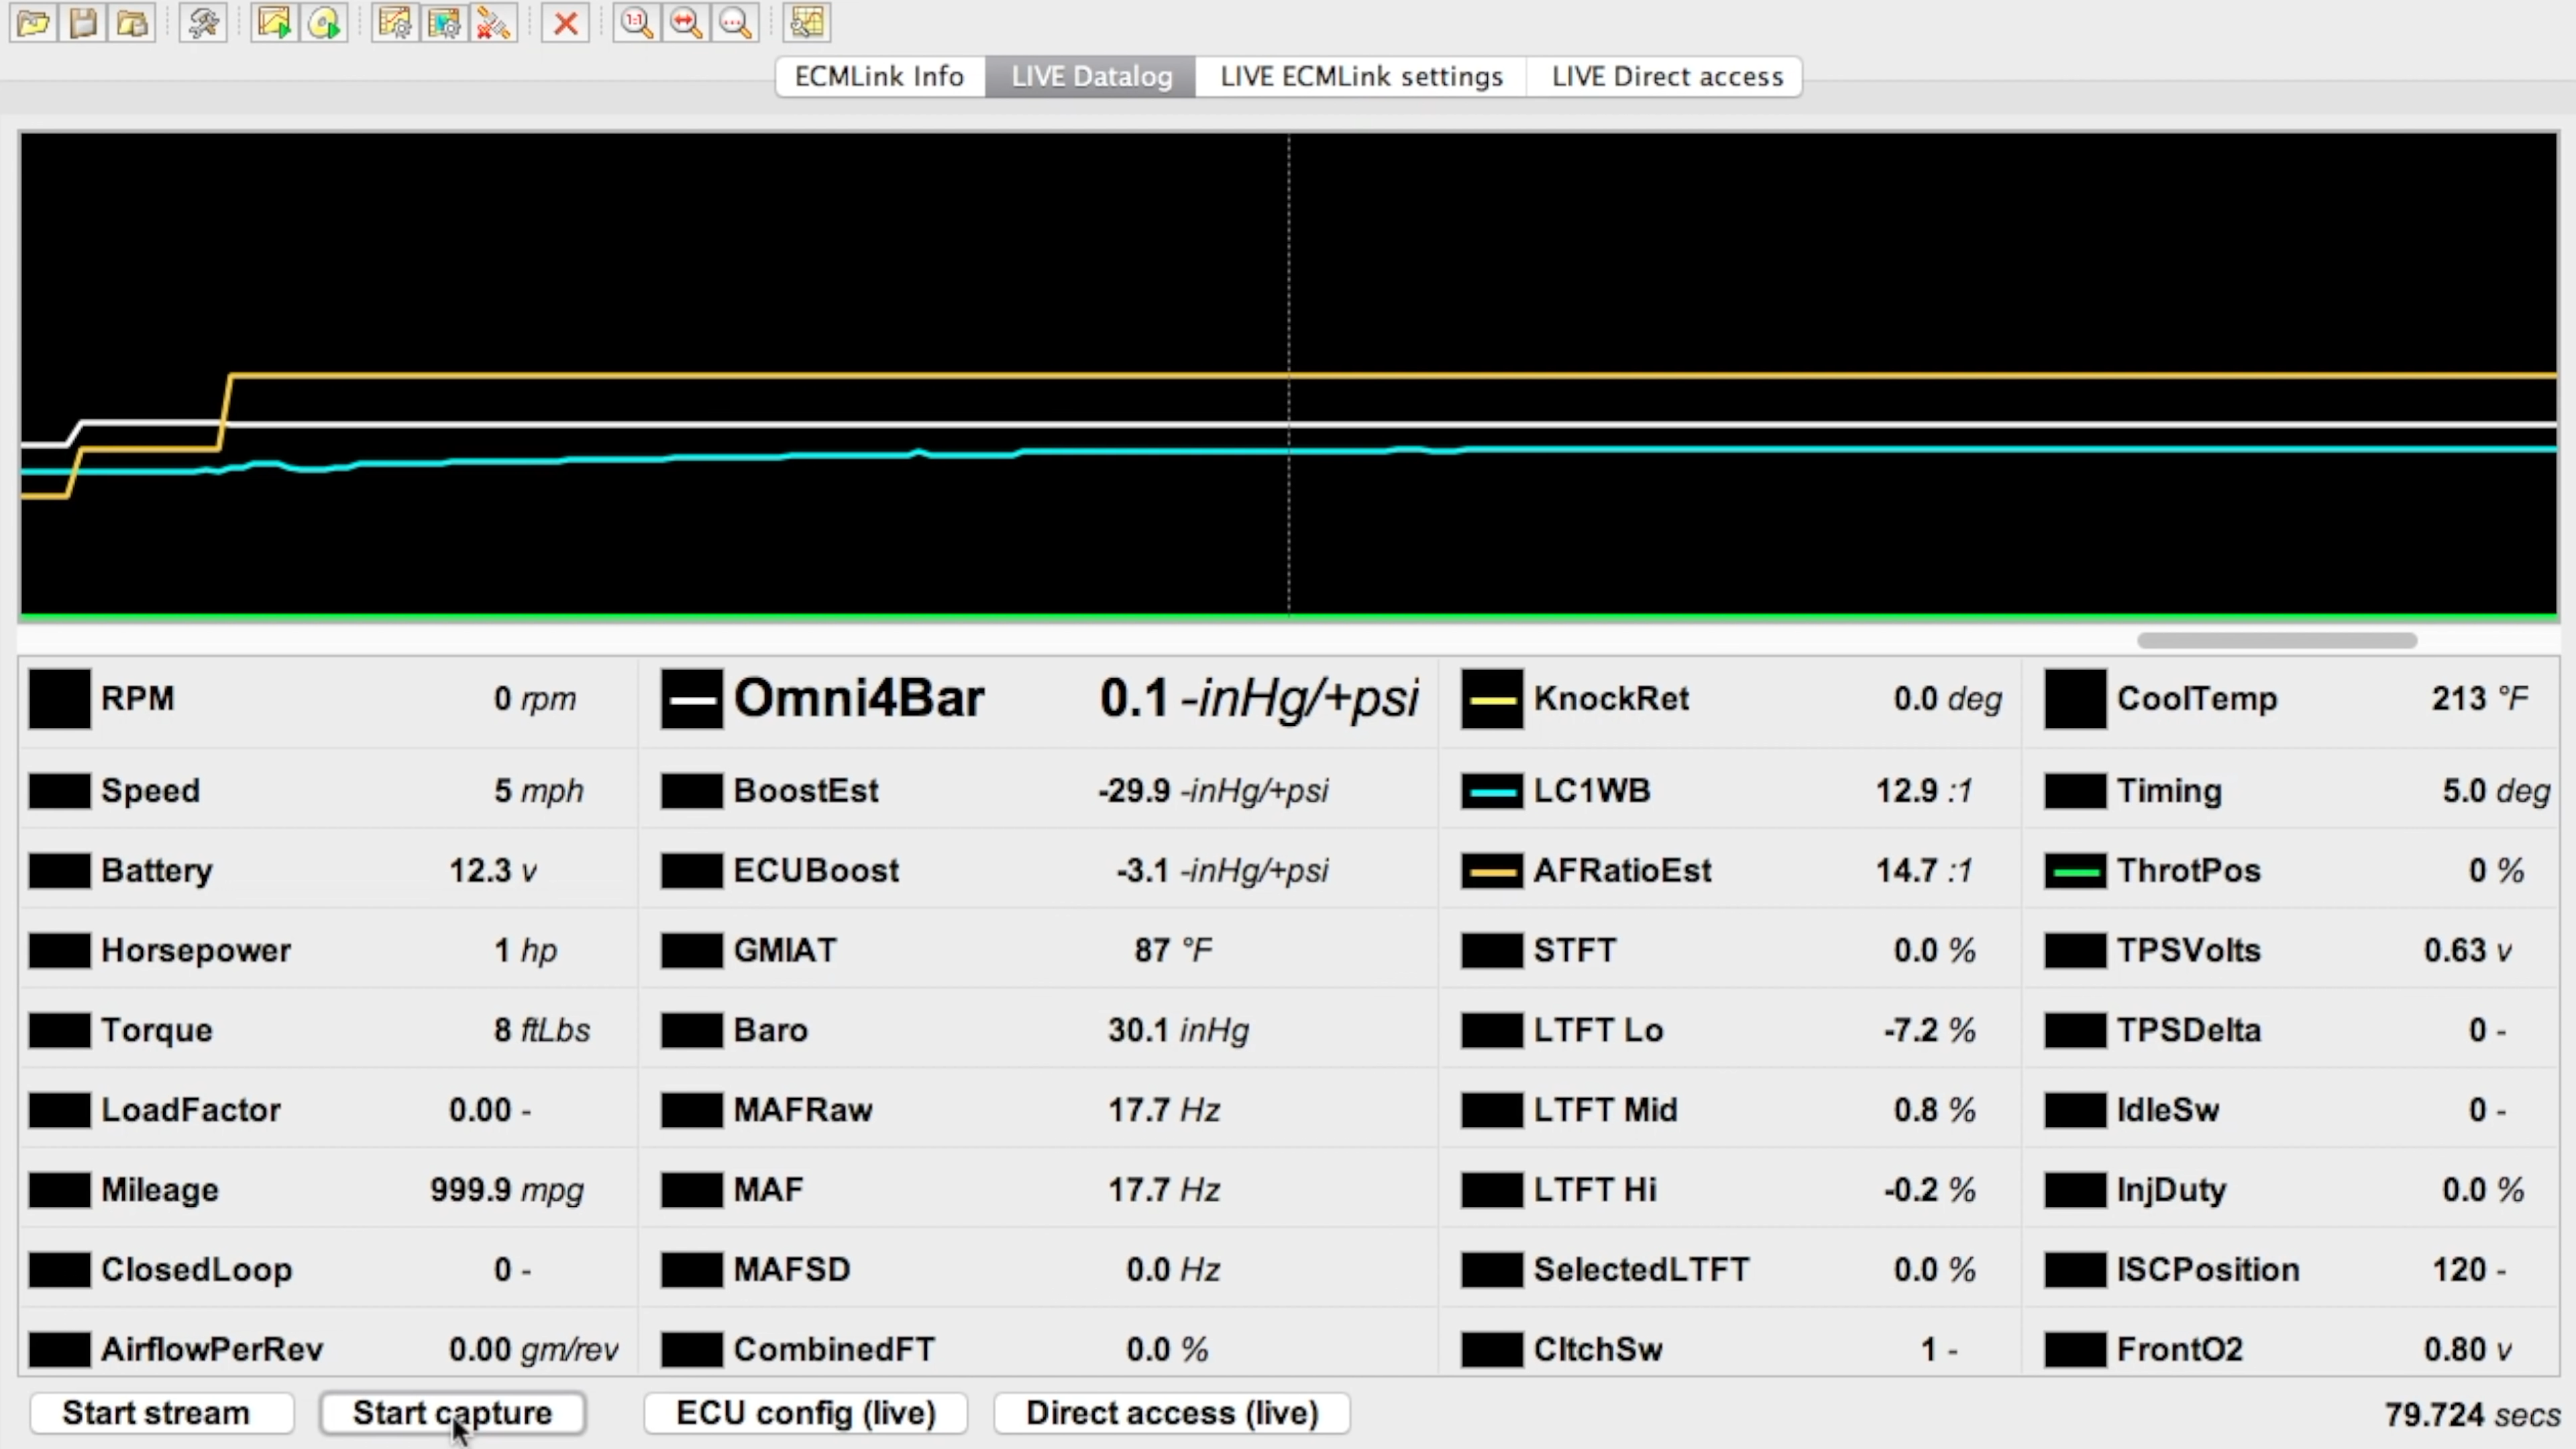 ECMLink Info LIVE Datalog LIVE ECMLink settings LIVE Direct access
RPM 0 rpm Omni4Bar 0.1 -inHg/+psi KnockRet 0.0 deg CoolTemp 213 °F
Speed 5 mph BoostEst -29.9 -inHg/+psi LC1WB 12.9 :1 Timing 5.0 deg
Battery 12.3 v ECUBoost -3.1 -inHg/+psi AFRatioEst 14.7 :1 ThrotPos 0 %
Horsepower 1 hp GMIAT 87 °F STFT 0.0 % TPSVolts 0.63 v
Torque 8 ftLbs Baro 30.1 inHg LTFT Lo -7.2 % TPSDelta 0 -
LoadFactor 0.00 - MAFRaw 17.7 Hz LTFT Mid 0.8 % IdleSw 0 -
Mileage 999.9 mpg MAF 17.7 Hz LTFT Hi -0.2 % InjDuty 0.0 %
ClosedLoop 0 - MAFSD 0.0 Hz SelectedLTFT 0.0 % ISCPosition 120 -
AirflowPerRev 0.00 gm/rev CombinedFT 0.0 % CltchSw 1 - FrontO2 0.80 v
Start stream Start capture ECU config (live) Direct access (live) 79.724 secs